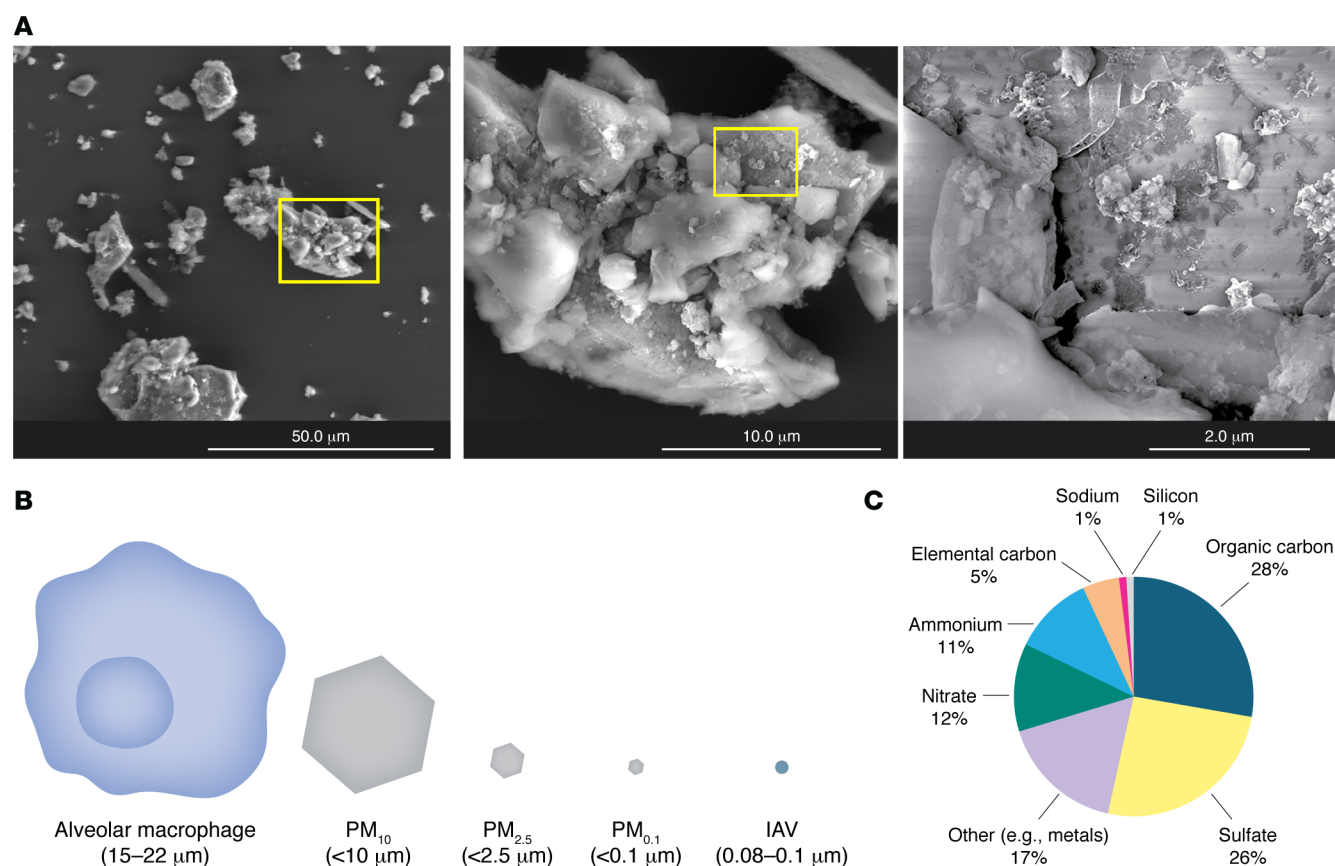 A
50.0 μm
10.0 μm
2.0 μm
B
Alveolar macrophage
(15–22 μm)
PM10
(<10 μm)
PM2.5
(<2.5 μm)
PM0.1
(<0.1 μm)
IAV
(0.08–0.1 μm)
C
Sodium
1%
Silicon
1%
Organic carbon
28%
Elemental carbon
5%
Ammonium
11%
Nitrate
12%
Other (e.g., metals)
17%
Sulfate
26%